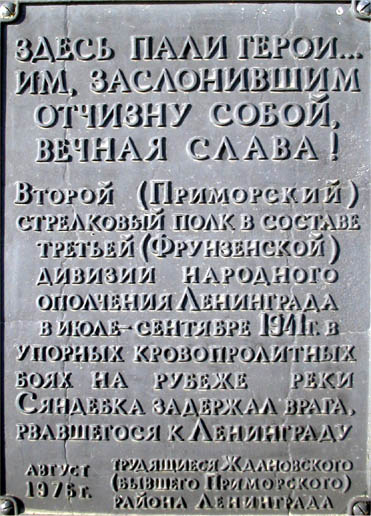 ЗДЕСЬ ПАЛИ ГЕРОИ...
ИМ, ЗАСЛОНИВШИМ
ОТЧИЗНУ СОБОЙ,
ВЕЧНАЯ СЛАВА!
ВТОРОЙ (ПРИМОРСКИЙ)
СТРЕЛКОВЫЙ ПОЛК В СОСТАВЕ
ТРЕТЬЕЙ (ФРУНЗЕНСКОЙ)
ДИВИЗИИ НАРОДНОГО
ОПОЛЧЕНИЯ ЛЕНИНГРАДА
В ИЮЛЕ-СЕНТЯБРЕ 1941Г. В
УПОРНЫХ КРОВОПРОЛИТНЫХ
БОЯХ НА РУБЕЖЕ РЕКИ
СЯНДЕБКА ЗАДЕРЖАЛ ВРАГА,
РВАВШЕГОСЯ К ЛЕНИНГРАДУ
АВГУСТ
1975г.
ТРУДЯЩИЕСЯ ЖДАНОВСКОГО
(БЫВШЕГО ПРИМОРСКОГО)
РАЙОНА ЛЕНИНГРАДА